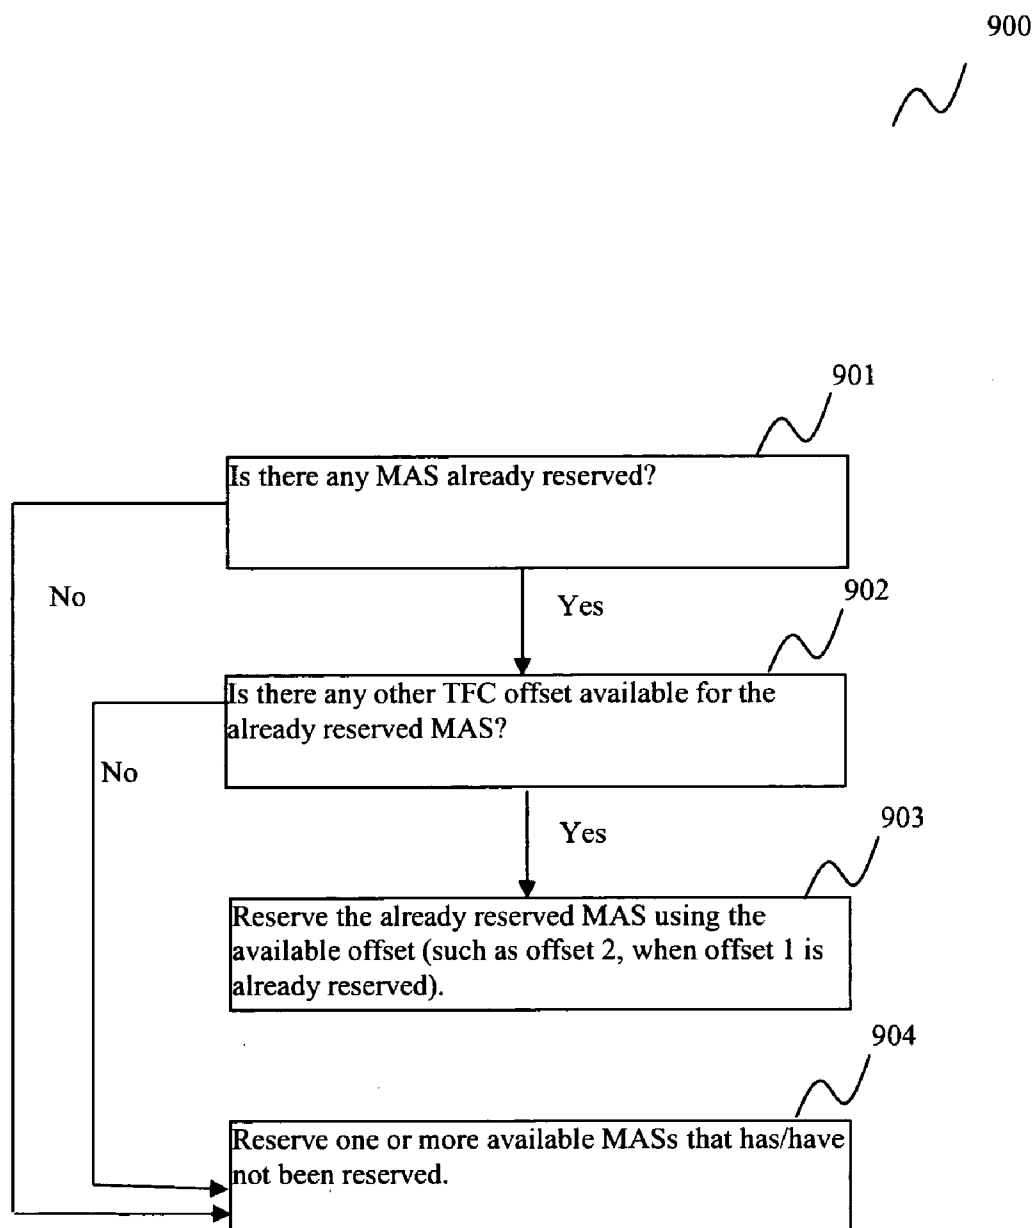 900
901
Is there any MAS already reserved?
No
Yes
902
Is there any other TFC offset available for the
already reserved MAS?
No
Yes
903
Reserve the already reserved MAS using the
available offset (such as offset 2, when offset 1 is
already reserved).
904
Reserve one or more available MASs that has/have
not been reserved.